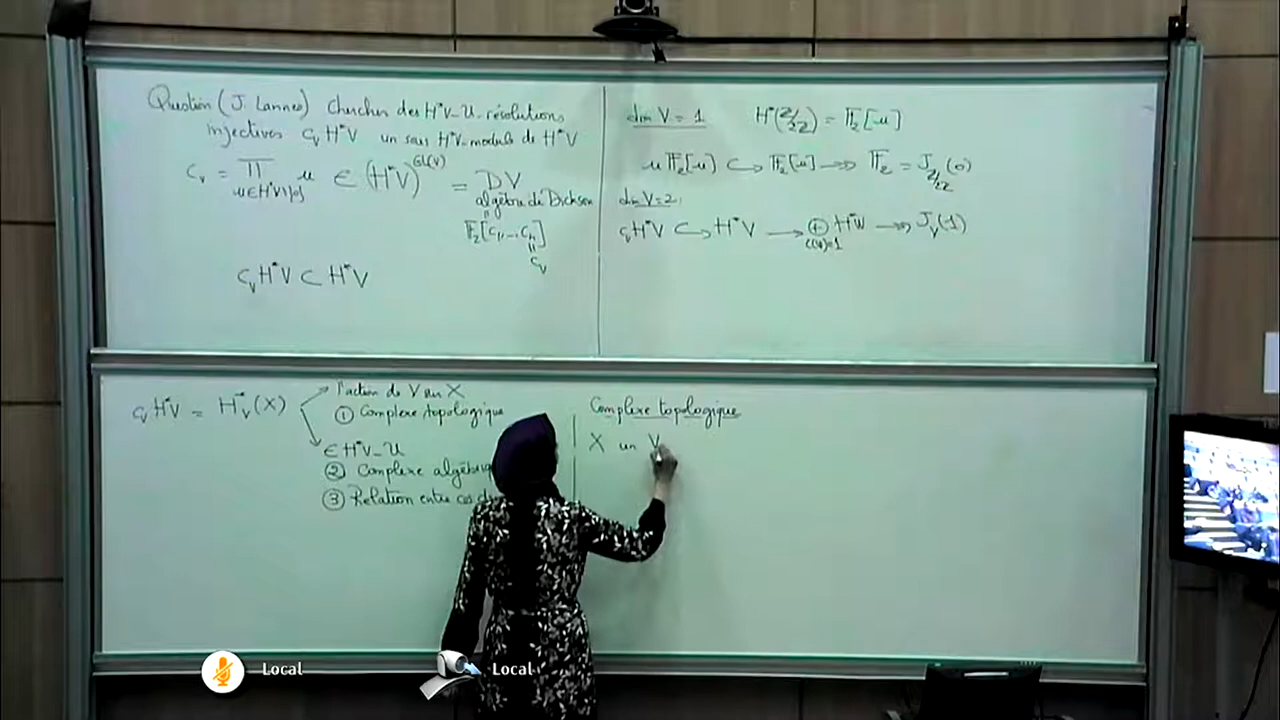 Question (J. Lannes) Chercher des H*V-U-résolutions
injectives c_V H*V un sous H*V-module de H*V
c_V = ∏_{u∈H¹V\{0}} u ∈ (H*V)^{Gl(V)} = DV
algèbre de Dickson
"
F₂[c₁,...,cₙ]
"
c_V
c_V H*V ⊂ H*V
dim V = 1 H*(Z/2Z) = F₂[u]
u F₂[u] ↪ F₂[u] ↠ F₂ = J_{Z/2Z}(0)
dim V = 2:
c_V H*V ↪ H*V → ⊕_{c(W)=1} H*W ↠ J_V(1)
c_V H*V = H*_V(X)
l'action de V sur X
① Complexe topologique
∈ H*V-U
② Complexe
③ Relation entre ces
Complexe topologique
X un V
Local
Local